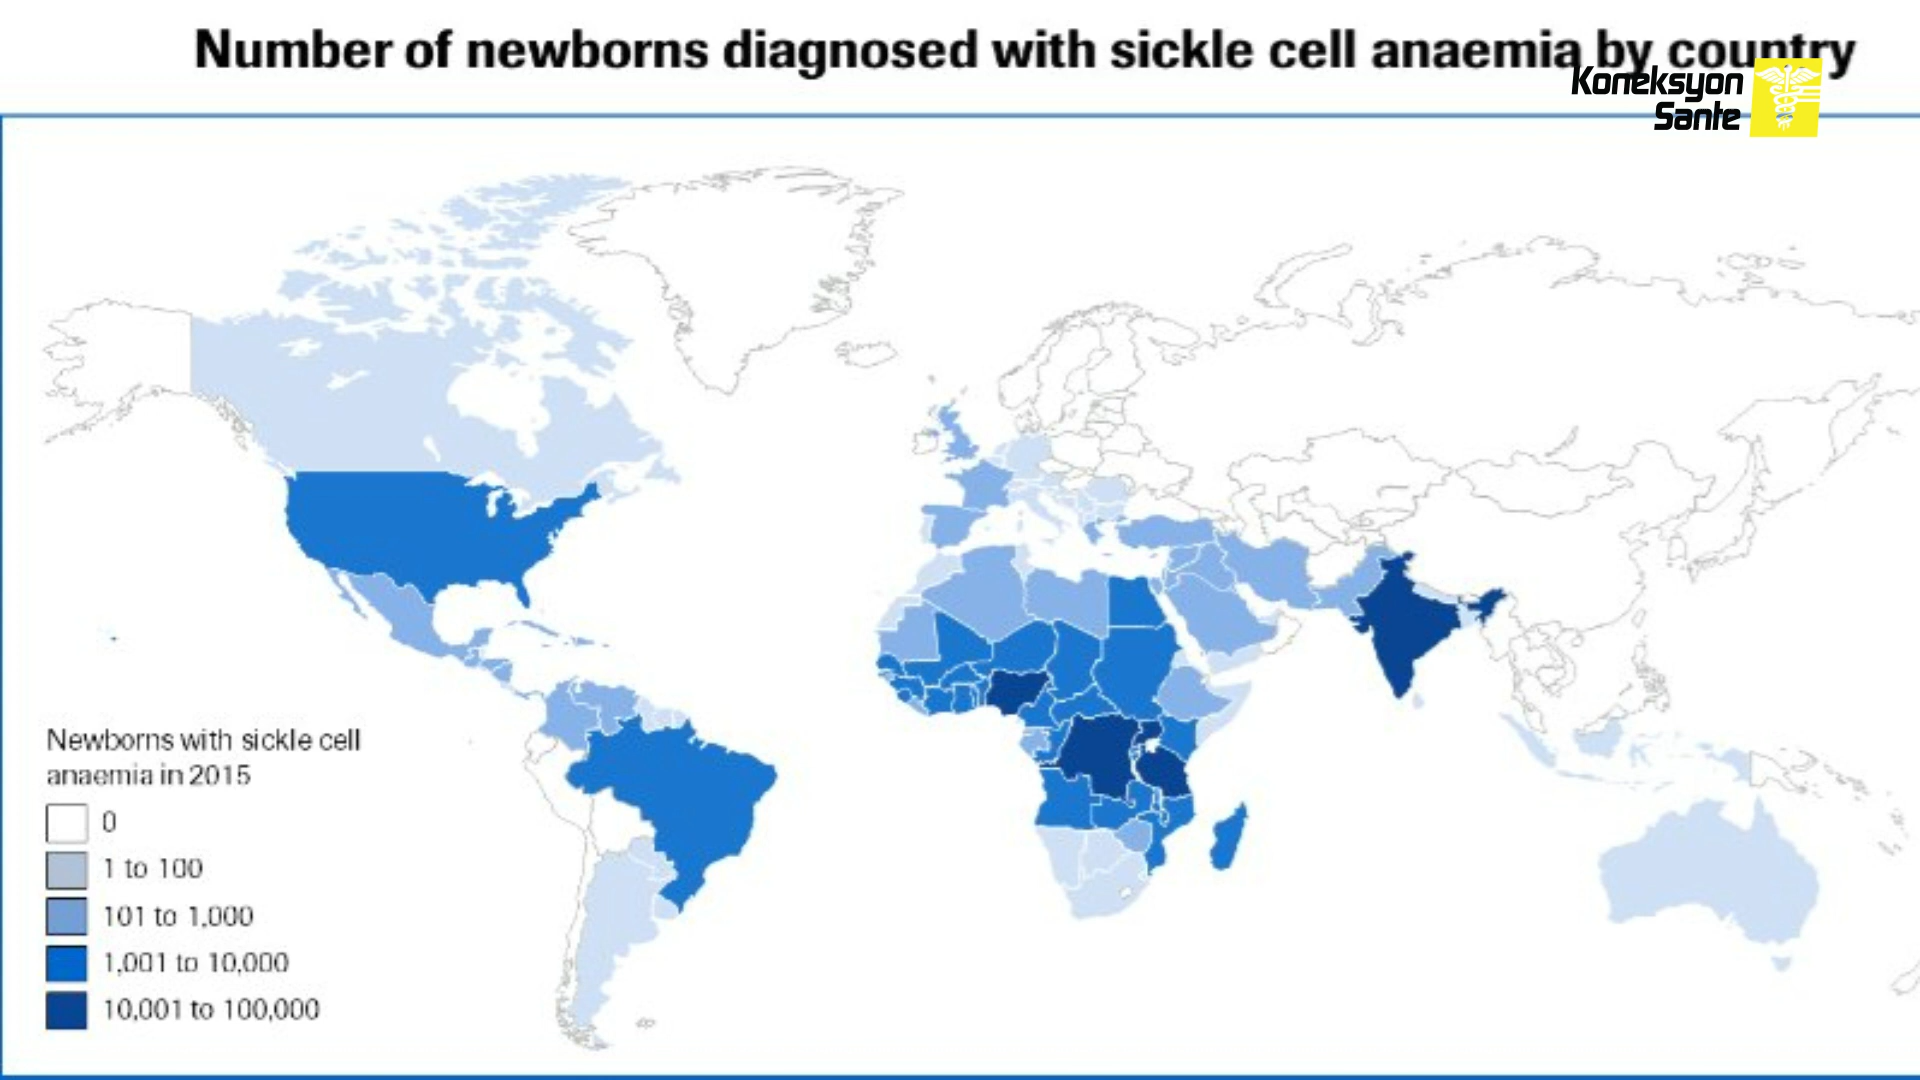 Number of newborns diagnosed with sickle cell anaemia by country
Koneksyon
Sante
Newborns with sickle cell
anaemia in 2015
0
1 to 100
101 to 1,000
1,001 to 10,000
10,001 to 100,000